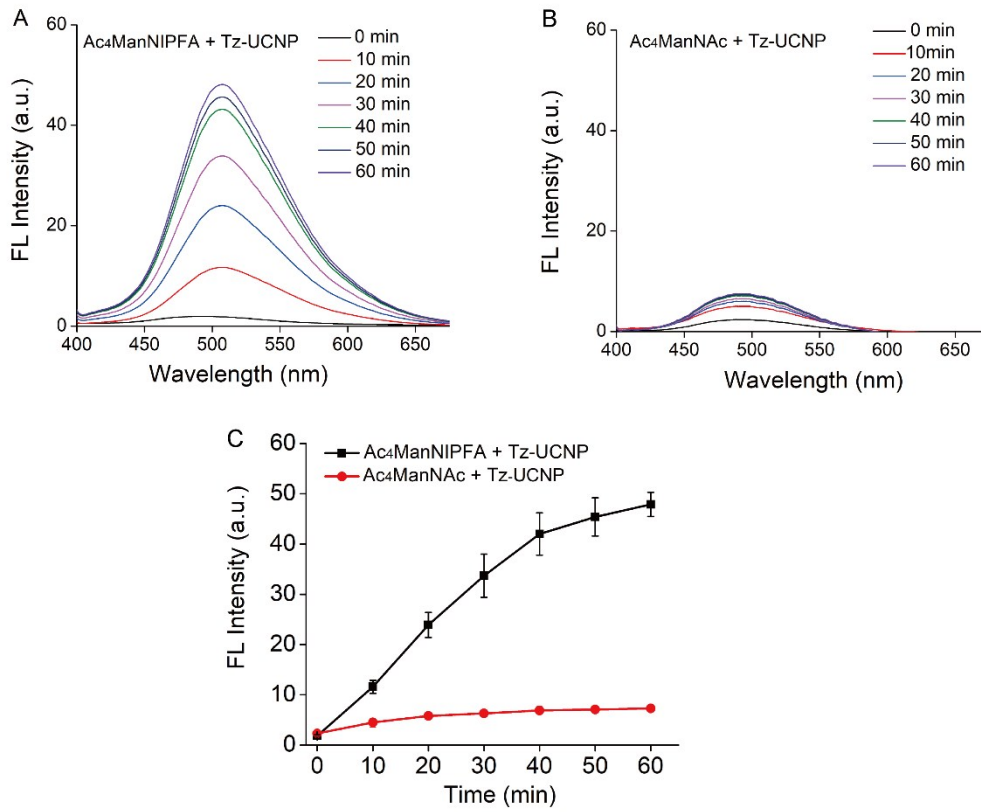 A
Ac₄ManNIPFA + Tz-UCNP
0 min
10 min
20 min
30 min
40 min
50 min
60 min
FL Intensity (a.u.)
60
40
20
0
400 450 500 550 600 650
Wavelength (nm)
B
Ac₄ManNAc + Tz-UCNP
0 min
10min
20 min
30 min
40 min
50 min
60 min
FL Intensity (a.u.)
60
40
20
0
400 450 500 550 600 650
Wavelength (nm)
C
Ac₄ManNIPFA + Tz-UCNP
Ac₄ManNAc + Tz-UCNP
FL Intensity (a.u.)
60
50
40
30
20
10
0
0 10 20 30 40 50 60
Time (min)